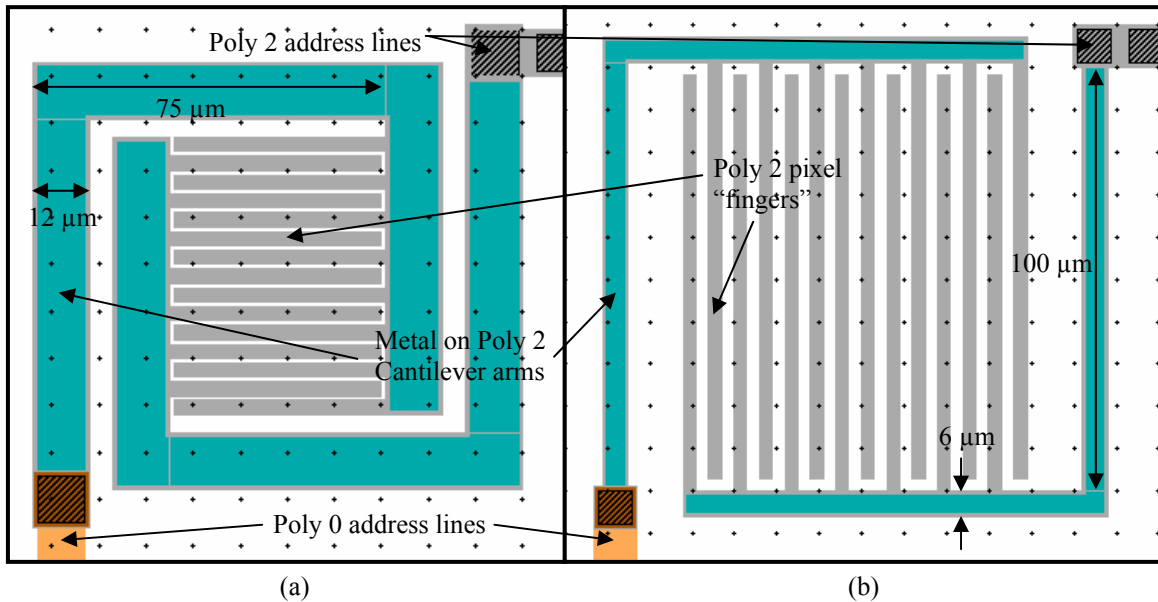 Poly 2 address lines
75 µm
12 µm
Poly 2 pixel
“fingers”
100 µm
Metal on Poly 2
Cantilever arms
6 µm
Poly 0 address lines
(a)
(b)